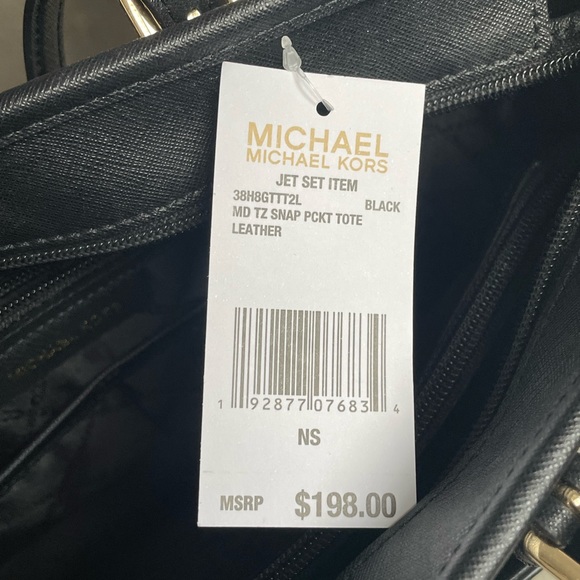 MICHAEL
MICHAEL KORS
JET SET ITEM
38H8GTTT2L BLACK
MD TZ SNAP PCKT TOTE
LEATHER
1 92877 07683 4
NS
MSRP $198.00